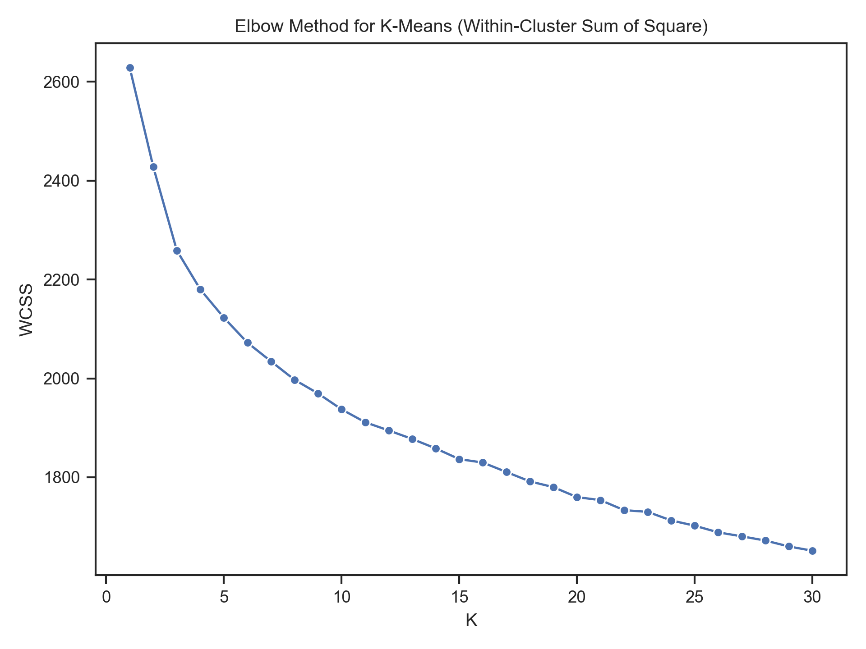 Elbow Method for K-Means (Within-Cluster Sum of Square)
2600
2400
2200
2000
1800
WCSS
0 5 10 15 20 25 30
K